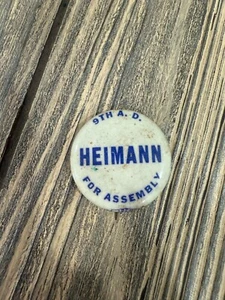 9TH A. D.
HEIMANN
FOR ASSEMBLY